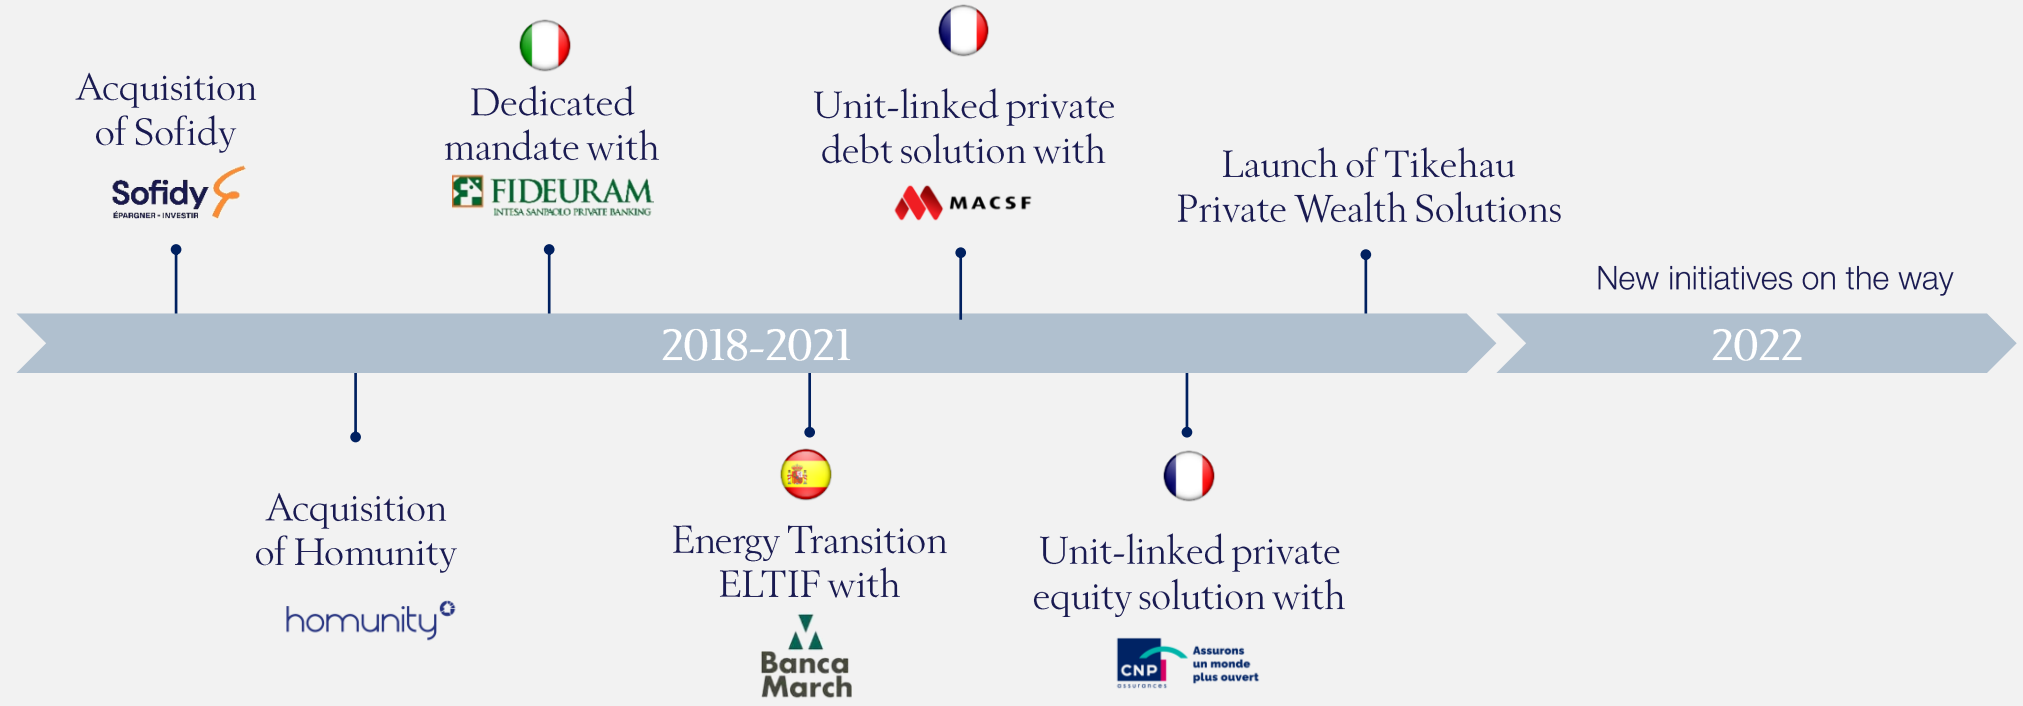 Acquisition
of Sofidy
Sofidy
ÉPARGNER - INVESTIR
Dedicated
mandate with
FIDEURAM
INTESA SANPAOLO PRIVATE BANKING
Unit-linked private
debt solution with
MACSF
Launch of Tikehau
Private Wealth Solutions
New initiatives on the way
2018-2021
2022
Acquisition
of Homunity
homunity
Energy Transition
ELTIF with
Banca
March
Unit-linked private
equity solution with
CNP
assurances
Assurons
un monde
plus ouvert